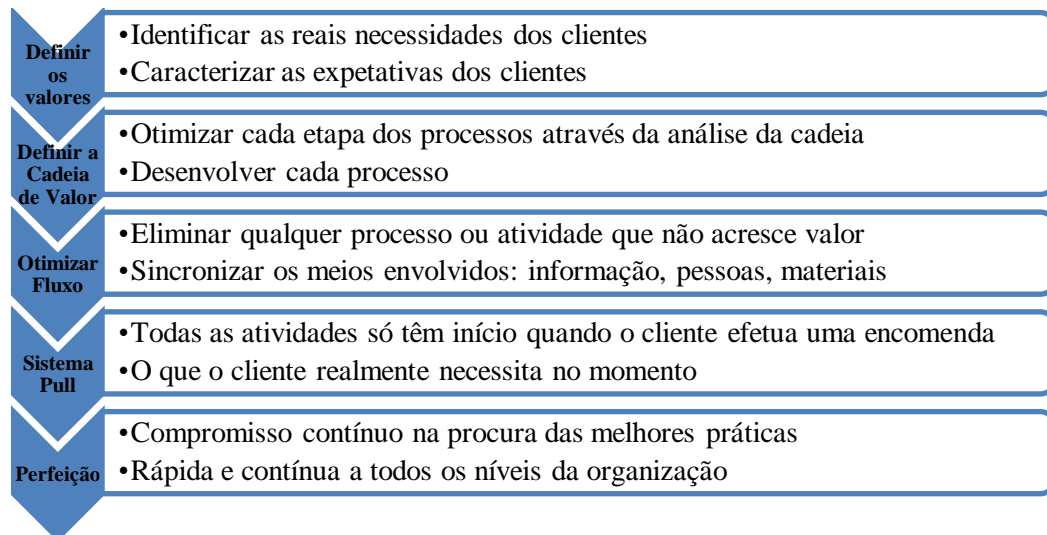 Definir
os
valores
•Identificar as reais necessidades dos clientes
•Caracterizar as expetativas dos clientes
Definir a
Cadeia
de Valor
•Otimizar cada etapa dos processos através da análise da cadeia
•Desenvolver cada processo
Otimizar
Fluxo
•Eliminar qualquer processo ou atividade que não acresce valor
•Sincronizar os meios envolvidos: informação, pessoas, materiais
Sistema
Pull
•Todas as atividades só têm início quando o cliente efetua uma encomenda
•O que o cliente realmente necessita no momento
Perfeição
•Compromisso contínuo na procura das melhores práticas
•Rápida e contínua a todos os níveis da organização